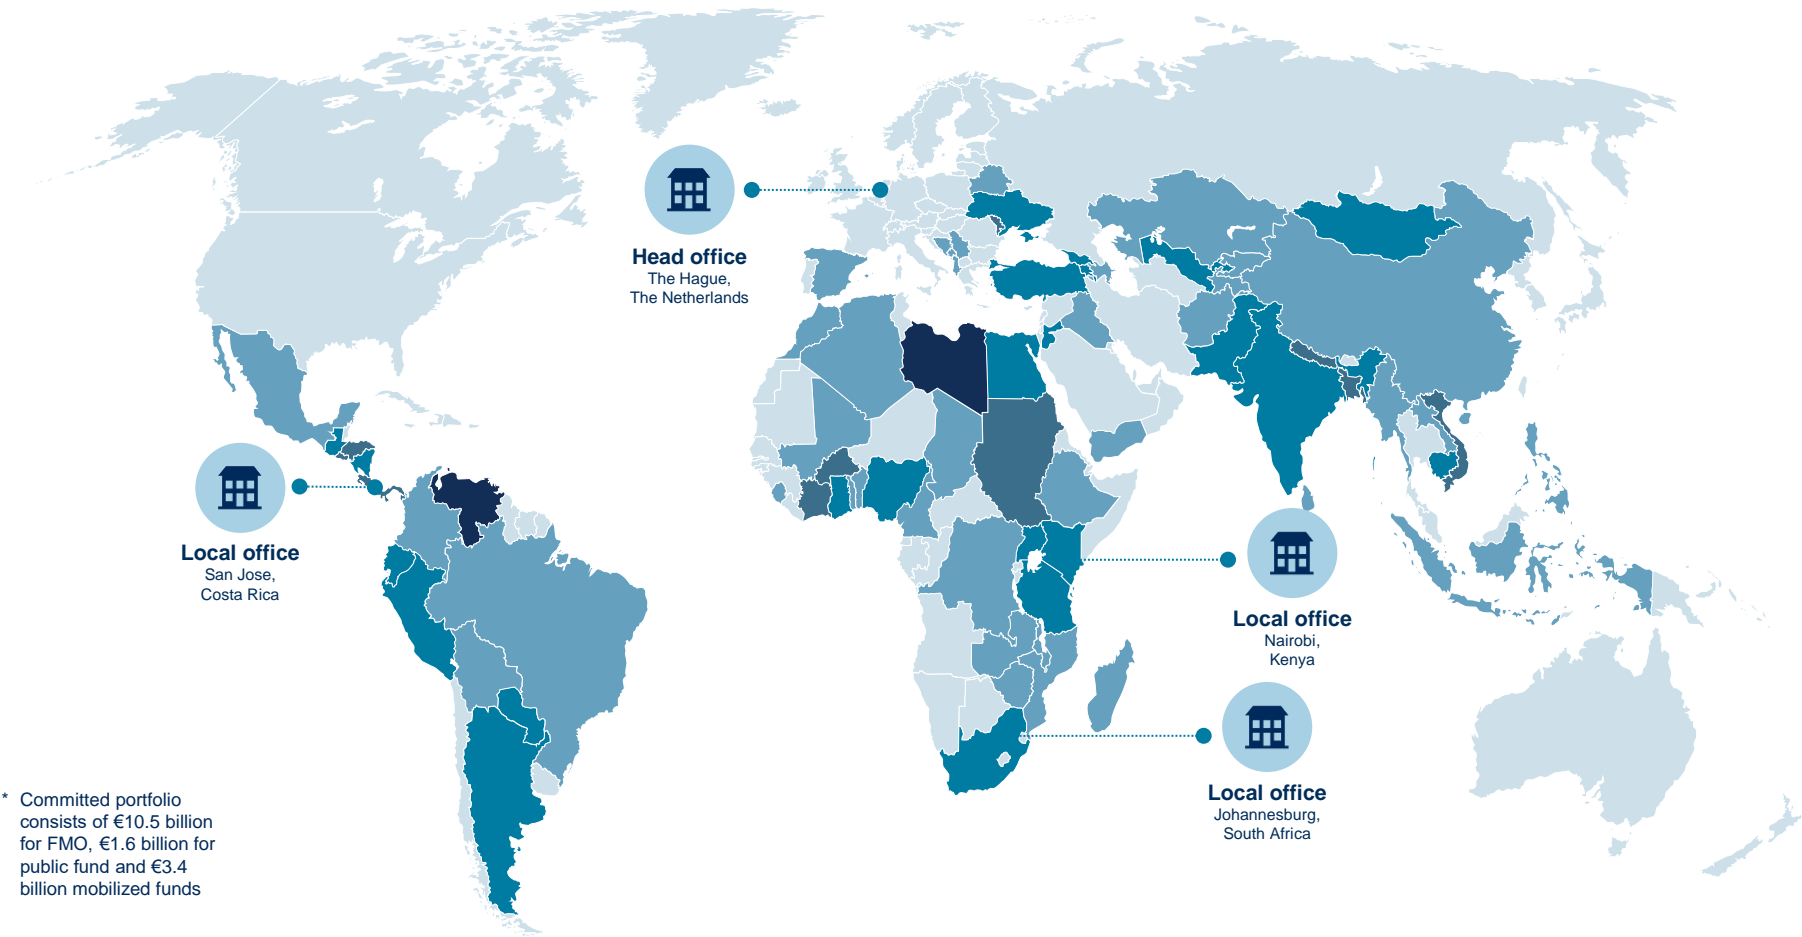 Head office
The Hague,
The Netherlands
Local office
San Jose,
Costa Rica
Local office
Nairobi,
Kenya
Local office
Johannesburg,
South Africa
* Committed portfolio
consists of €10.5 billion
for FMO, €1.6 billion for
public fund and €3.4
billion mobilized funds